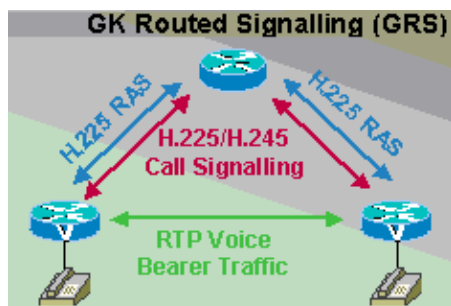 GK Routed Signalling (GRS)
H.225 RAS
H.225 RAS
H.225/H.245
Call Signalling
V
V
RTP Voice
Bearer Traffic